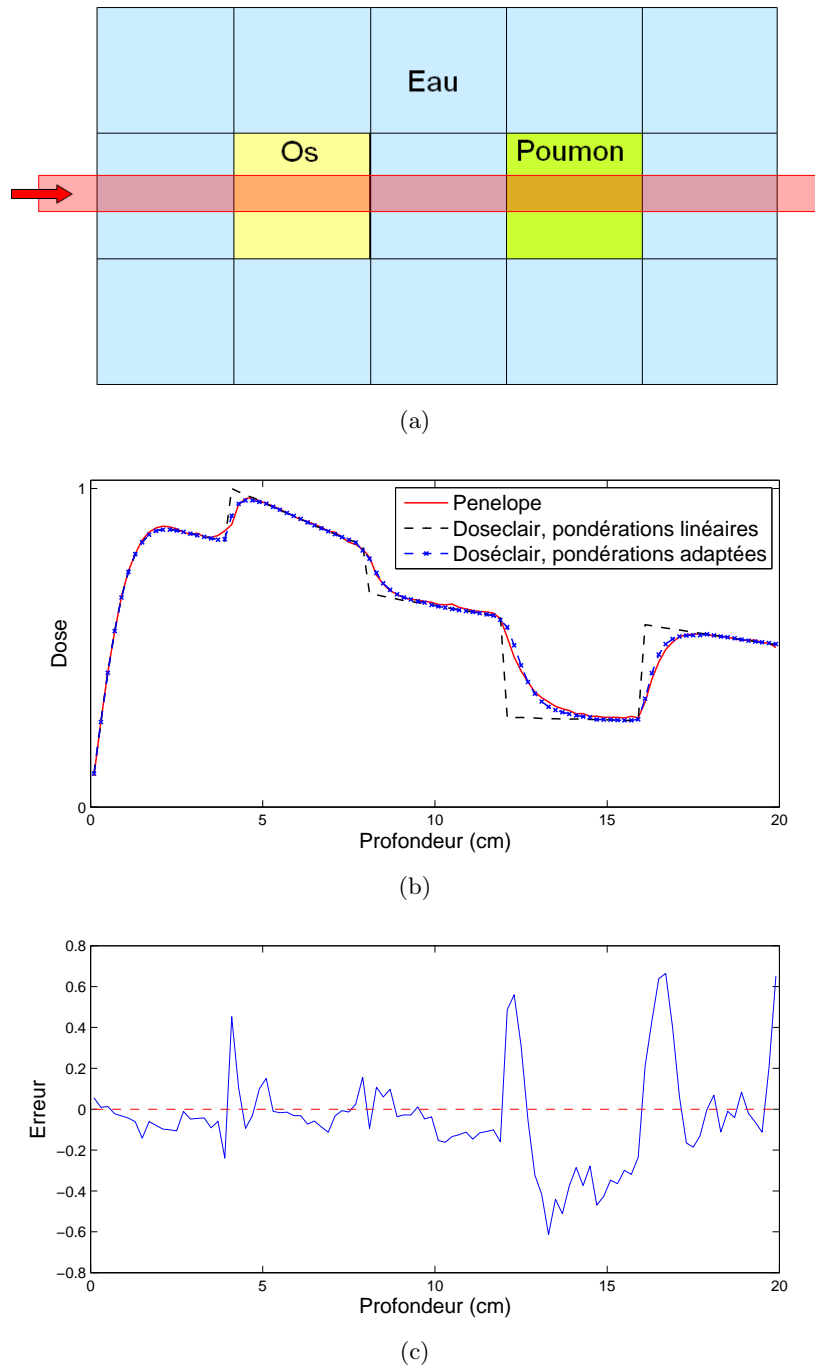 Eau
Os
Poumon
(a)
1
0
Dose
Penelope
Doseclair, pondérations linéaires
Doséclair, pondérations adaptées
0
5
10
15
20
Profondeur (cm)
(b)
0.8
0.6
0.4
0.2
0
−0.2
−0.4
−0.6
−0.8
Erreur
0
5
10
15
20
Profondeur (cm)
(c)